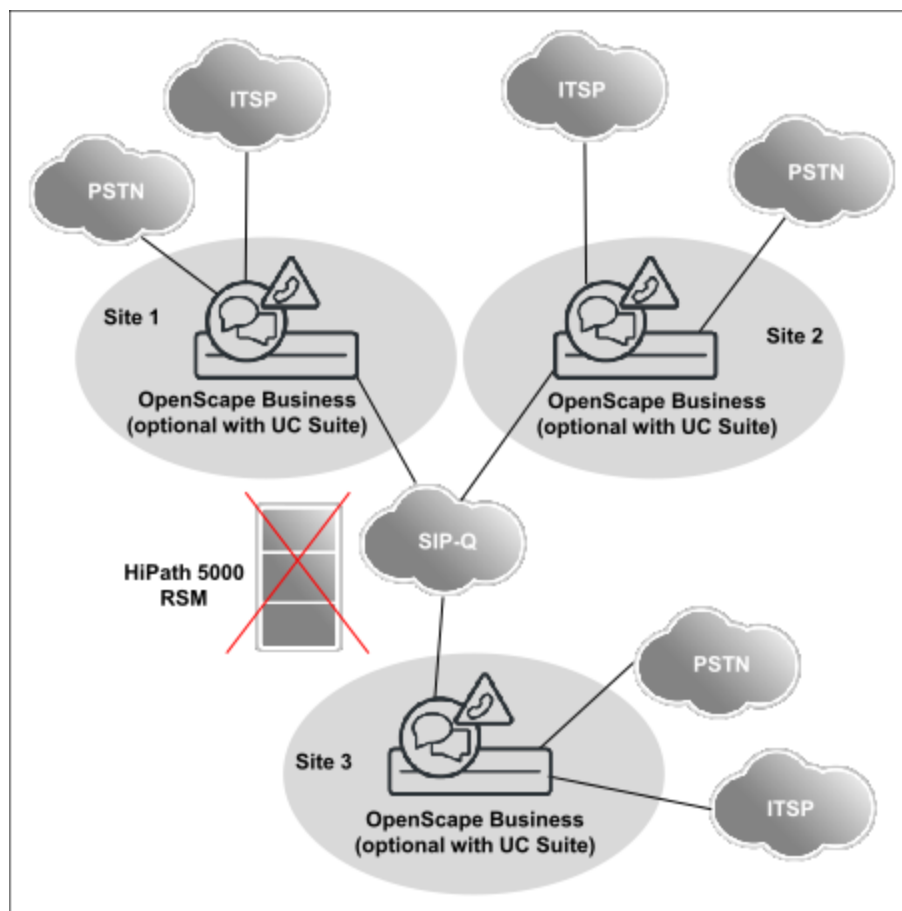 ITSP
PSTN
ITSP
PSTN
Site 1
OpenScape Business
(optional with UC Suite)
Site 2
OpenScape Business
(optional with UC Suite)
SIP-Q
HiPath 5000
RSM
Site 3
OpenScape Business
(optional with UC Suite)
PSTN
ITSP